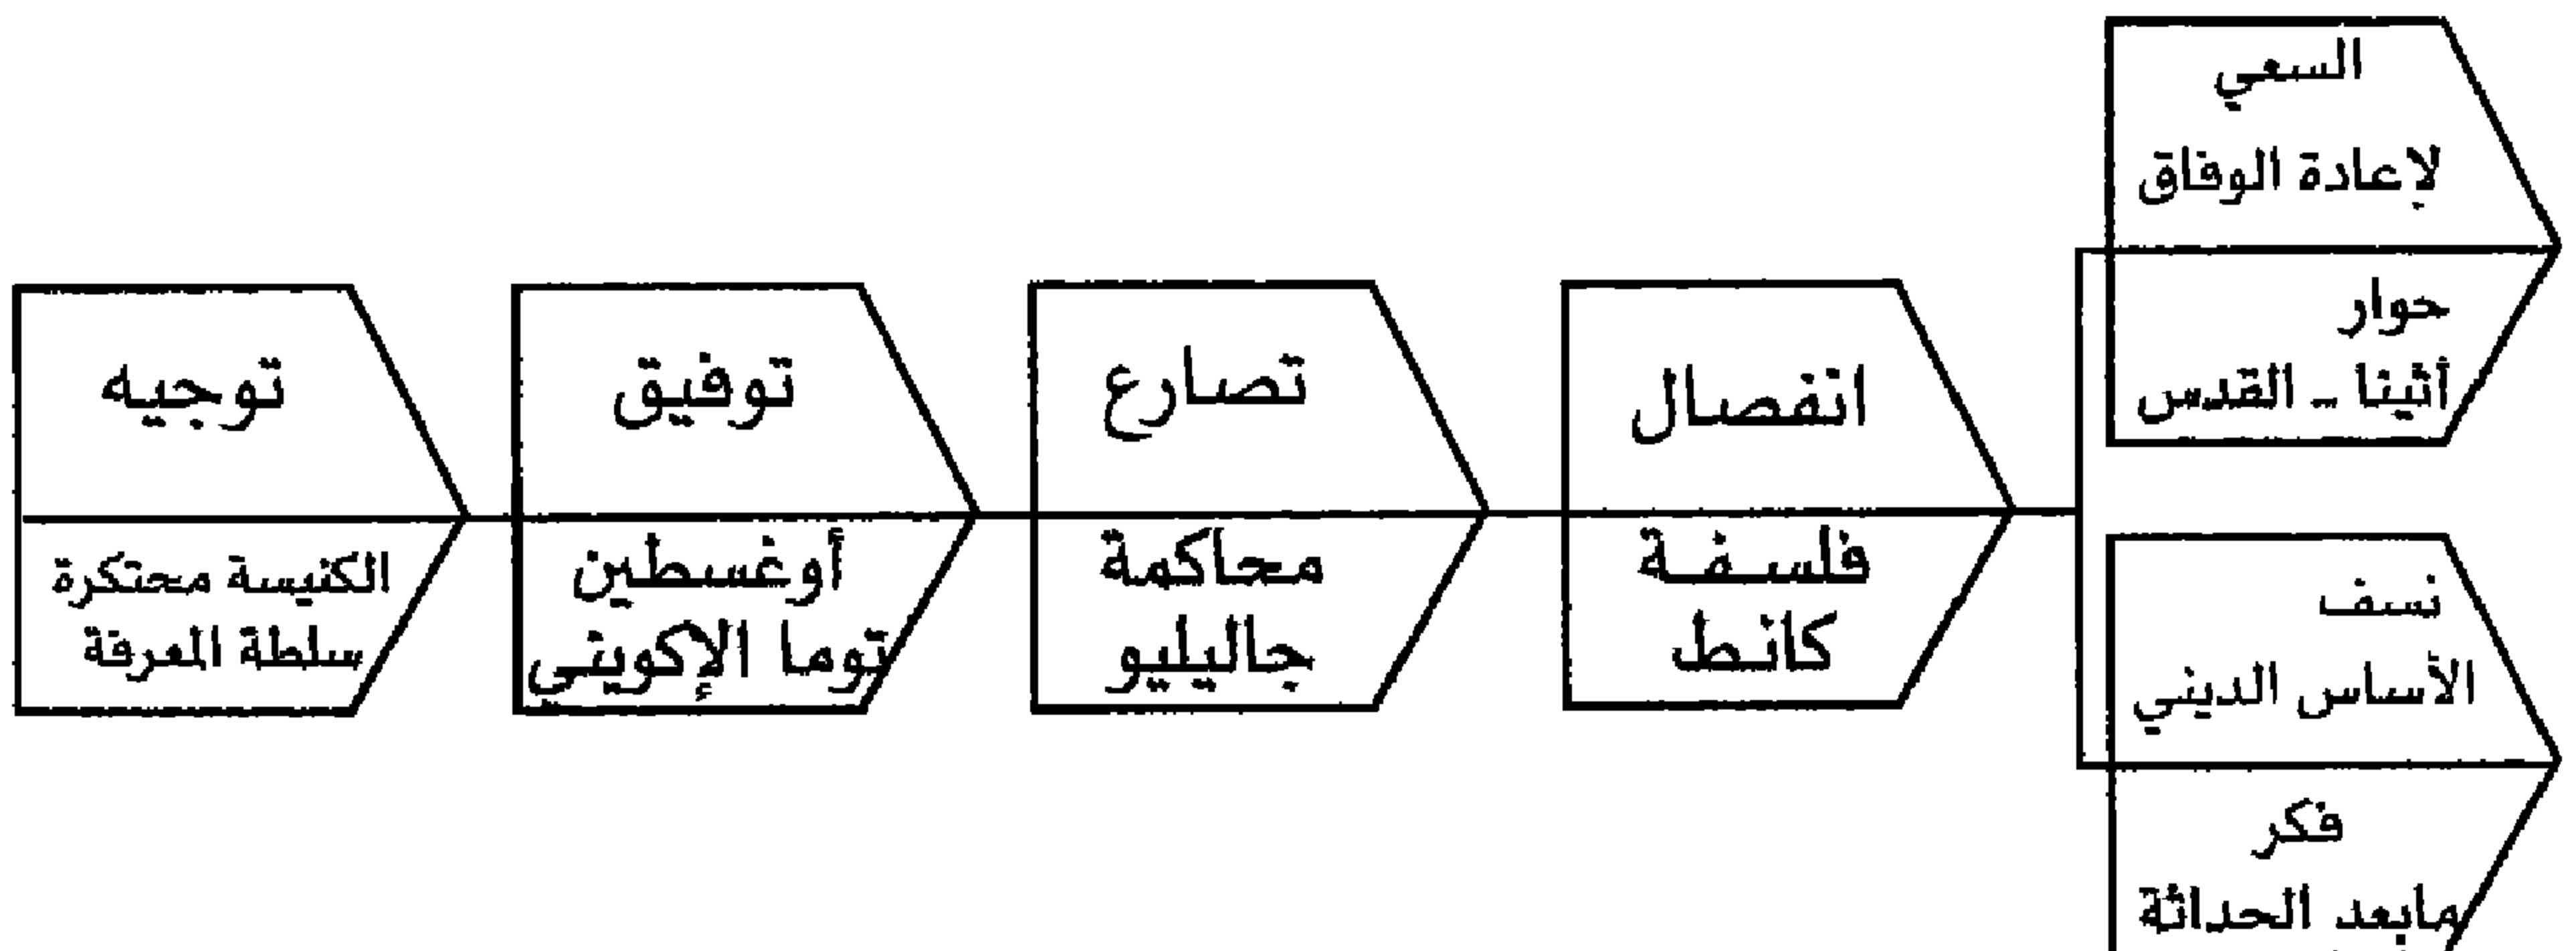 توجيه
الكنيسة محتكرة
سلطة المعرفة
توفيق
أوغسطين
توما الإكويني
تصارع
محاكمة
جاليليو
انفصال
فلسفة
كانط
السعي
لإعادة الوفاق
حوار
أثينا - القدس
نسف
الأساس الديني
فكر
مابعد الحداثة